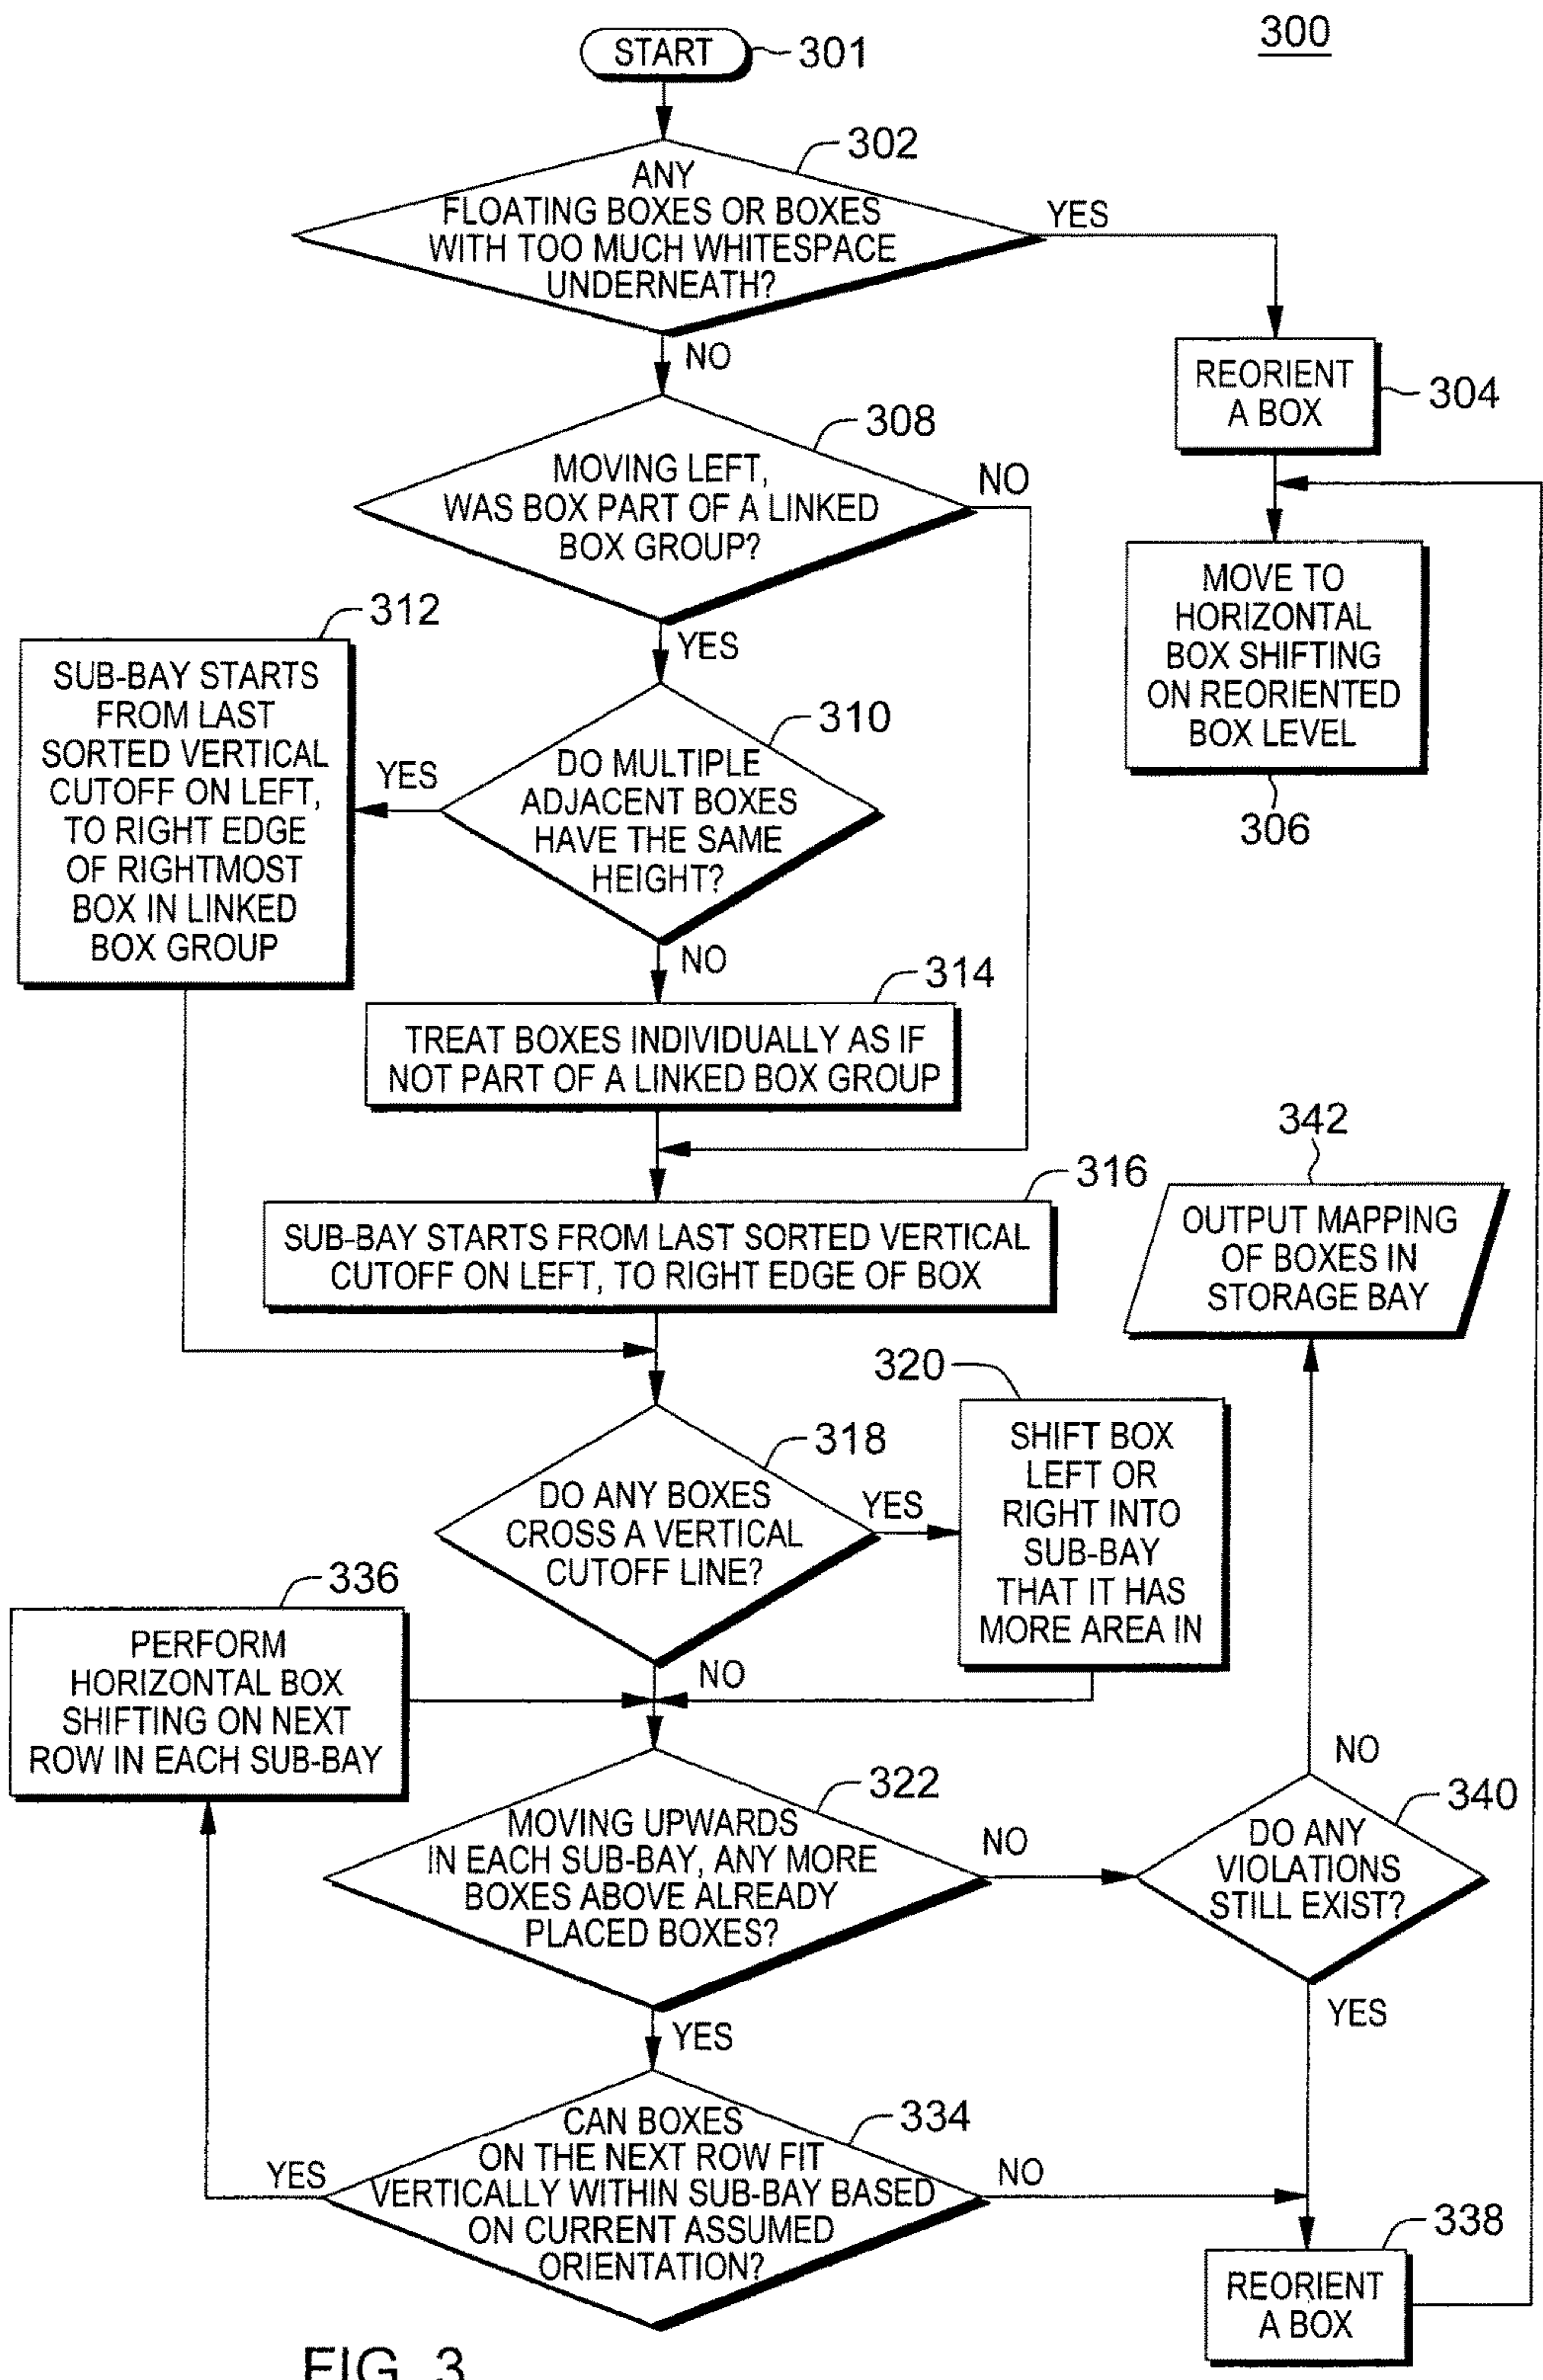 300
START
301
302
ANY
FLOATING BOXES OR BOXES
WITH TOO MUCH WHITESPACE
UNDERNEATH?
YES
NO
REORIENT
A BOX
304
308
MOVING LEFT,
WAS BOX PART OF A LINKED
BOX GROUP?
NO
YES
MOVE TO
HORIZONTAL
BOX SHIFTING
ON REORIENTED
BOX LEVEL
306
312
SUB-BAY STARTS
FROM LAST
SORTED VERTICAL
CUTOFF ON LEFT,
TO RIGHT EDGE
OF RIGHTMOST
BOX IN LINKED
BOX GROUP
310
DO MULTIPLE
ADJACENT BOXES
HAVE THE SAME
HEIGHT?
YES
NO
314
TREAT BOXES INDIVIDUALLY AS IF
NOT PART OF A LINKED BOX GROUP
316
SUB-BAY STARTS FROM LAST SORTED VERTICAL
CUTOFF ON LEFT, TO RIGHT EDGE OF BOX
342
OUTPUT MAPPING
OF BOXES IN
STORAGE BAY
318
DO ANY BOXES
CROSS A VERTICAL
CUTOFF LINE?
YES
NO
320
SHIFT BOX
LEFT OR
RIGHT INTO
SUB-BAY
THAT IT HAS
MORE AREA IN
336
PERFORM
HORIZONTAL BOX
SHIFTING ON NEXT
ROW IN EACH SUB-BAY
322
MOVING UPWARDS
IN EACH SUB-BAY, ANY MORE
BOXES ABOVE ALREADY
PLACED BOXES?
NO
YES
340
DO ANY
VIOLATIONS
STILL EXIST?
NO
YES
334
CAN BOXES
ON THE NEXT ROW FIT
VERTICALLY WITHIN SUB-BAY BASED
ON CURRENT ASSUMED
ORIENTATION?
YES
NO
338
REORIENT
A BOX
FIG. 3